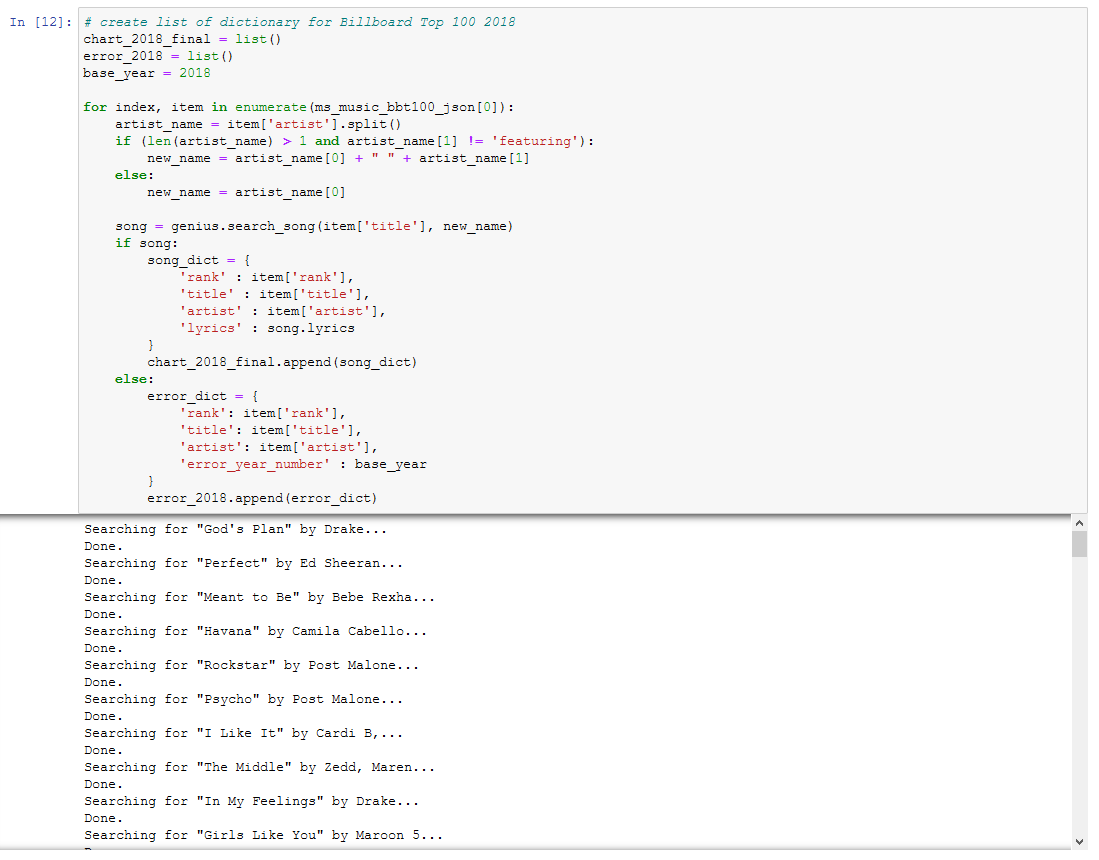 In [12]: # create list of dictionary for Billboard Top 100 2018
chart_2018_final = list()
error_2018 = list()
base_year = 2018

for index, item in enumerate(ms_music_bbt100_json[0]):
    artist_name = item['artist'].split()
    if (len(artist_name) > 1 and artist_name[1] != 'featuring'):
        new_name = artist_name[0] + " " + artist_name[1]
    else:
        new_name = artist_name[0]

    song = genius.search_song(item['title'], new_name)
    if song:
        song_dict = {
            'rank' : item['rank'],
            'title' : item['title'],
            'artist' : item['artist'],
            'lyrics' : song.lyrics
        }
        chart_2018_final.append(song_dict)
    else:
        error_dict = {
            'rank': item['rank'],
            'title': item['title'],
            'artist': item['artist'],
            'error_year_number' : base_year
        }
        error_2018.append(error_dict)
Searching for "God's Plan" by Drake...
Done.
Searching for "Perfect" by Ed Sheeran...
Done.
Searching for "Meant to Be" by Bebe Rexha...
Done.
Searching for "Havana" by Camila Cabello...
Done.
Searching for "Rockstar" by Post Malone...
Done.
Searching for "Psycho" by Post Malone...
Done.
Searching for "I Like It" by Cardi B,...
Done.
Searching for "The Middle" by Zedd, Maren...
Done.
Searching for "In My Feelings" by Drake...
Done.
Searching for "Girls Like You" by Maroon 5...